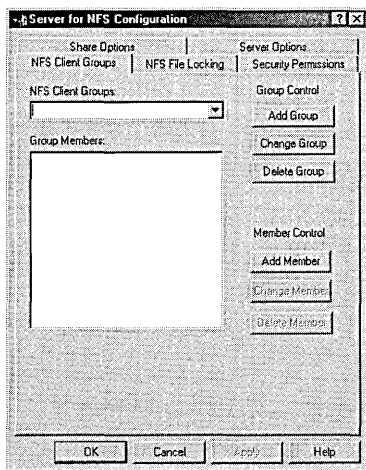 Server for NFS Configuration
Share Options Server Options
NFS Client Groups NFS File Locking Security Permissions
NFS Client Groups: Group Control
Add Group
Group Members: Change Group
Delete Group
Member Control
Add Member
Change Member
Delete Member
OK Cancel Apply Help